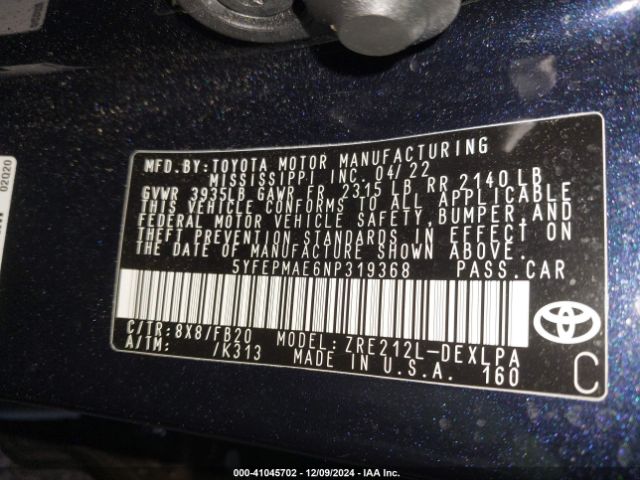 02020
MFD.BY:TOYOTA MOTOR MANUFACTURING
MISSISSIPPI INC. 04/22
GVWR 3935LB GAWR FR 2315 LB RR 2140 LB
THIS VEHICLE CONFORMS TO ALL APPLICABLE
FEDERAL MOTOR VEHICLE SAFETY,BUMPER,AND
THEFT PREVENTION STANDARDS IN EFFECT ON
THE DATE OF MANUFACTURE SHOWN ABOVE.
5YFEPMAE6NP319368 PASS.CAR
C/TR:8X8/FB20 MODEL: ZRE212L-DEXLPA
A/TM: /K313 MADE IN U.S.A. 160
C
000-41045702 - 12/09/2024 - IAA Inc.